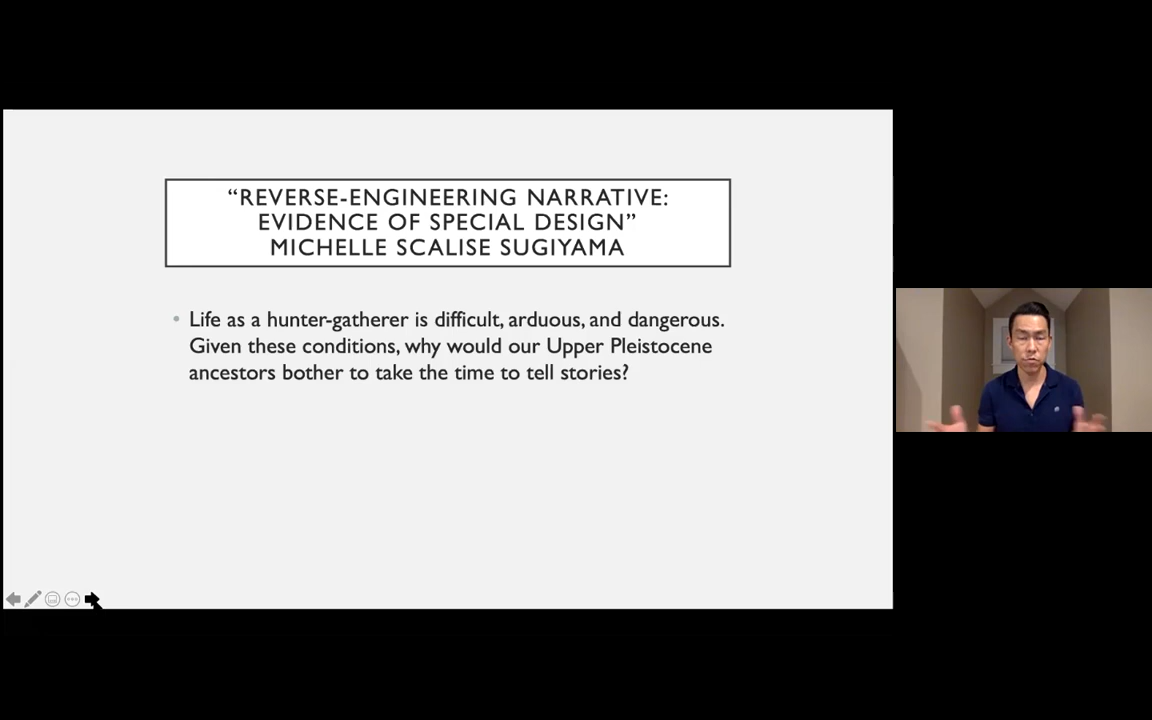 “REVERSE-ENGINEERING NARRATIVE:
EVIDENCE OF SPECIAL DESIGN”
MICHELLE SCALISE SUGIYAMA
• Life as a hunter-gatherer is difficult, arduous, and dangerous.
Given these conditions, why would our Upper Pleistocene
ancestors bother to take the time to tell stories?